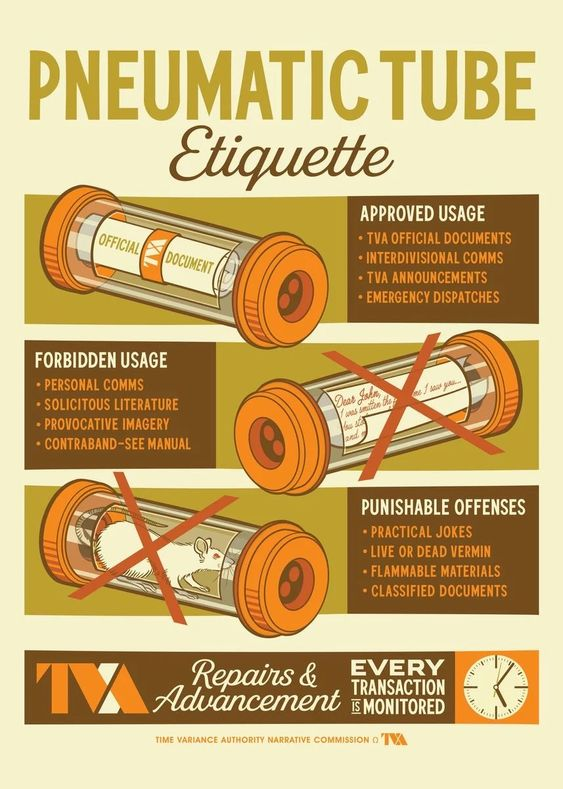 PNEUMATIC TUBE
Etiquette
OFFICIAL TVA DOCUMENT
APPROVED USAGE
• TVA OFFICIAL DOCUMENTS
• INTERDIVISIONAL COMMS
• TVA ANNOUNCEMENTS
• EMERGENCY DISPATCHES
FORBIDDEN USAGE
• PERSONAL COMMS
• SOLICITOUS LITERATURE
• PROVOCATIVE IMAGERY
• CONTRABAND-SEE MANUAL
Dear John,
I was smitten the me I saw you...
and
PUNISHABLE OFFENSES
• PRACTICAL JOKES
• LIVE OR DEAD VERMIN
• FLAMMABLE MATERIALS
• CLASSIFIED DOCUMENTS
TVA
Repairs &
Advancement
EVERY
TRANSACTION
IS MONITORED
TIME VARIANCE AUTHORITY NARRATIVE COMMISSION Ω TVA